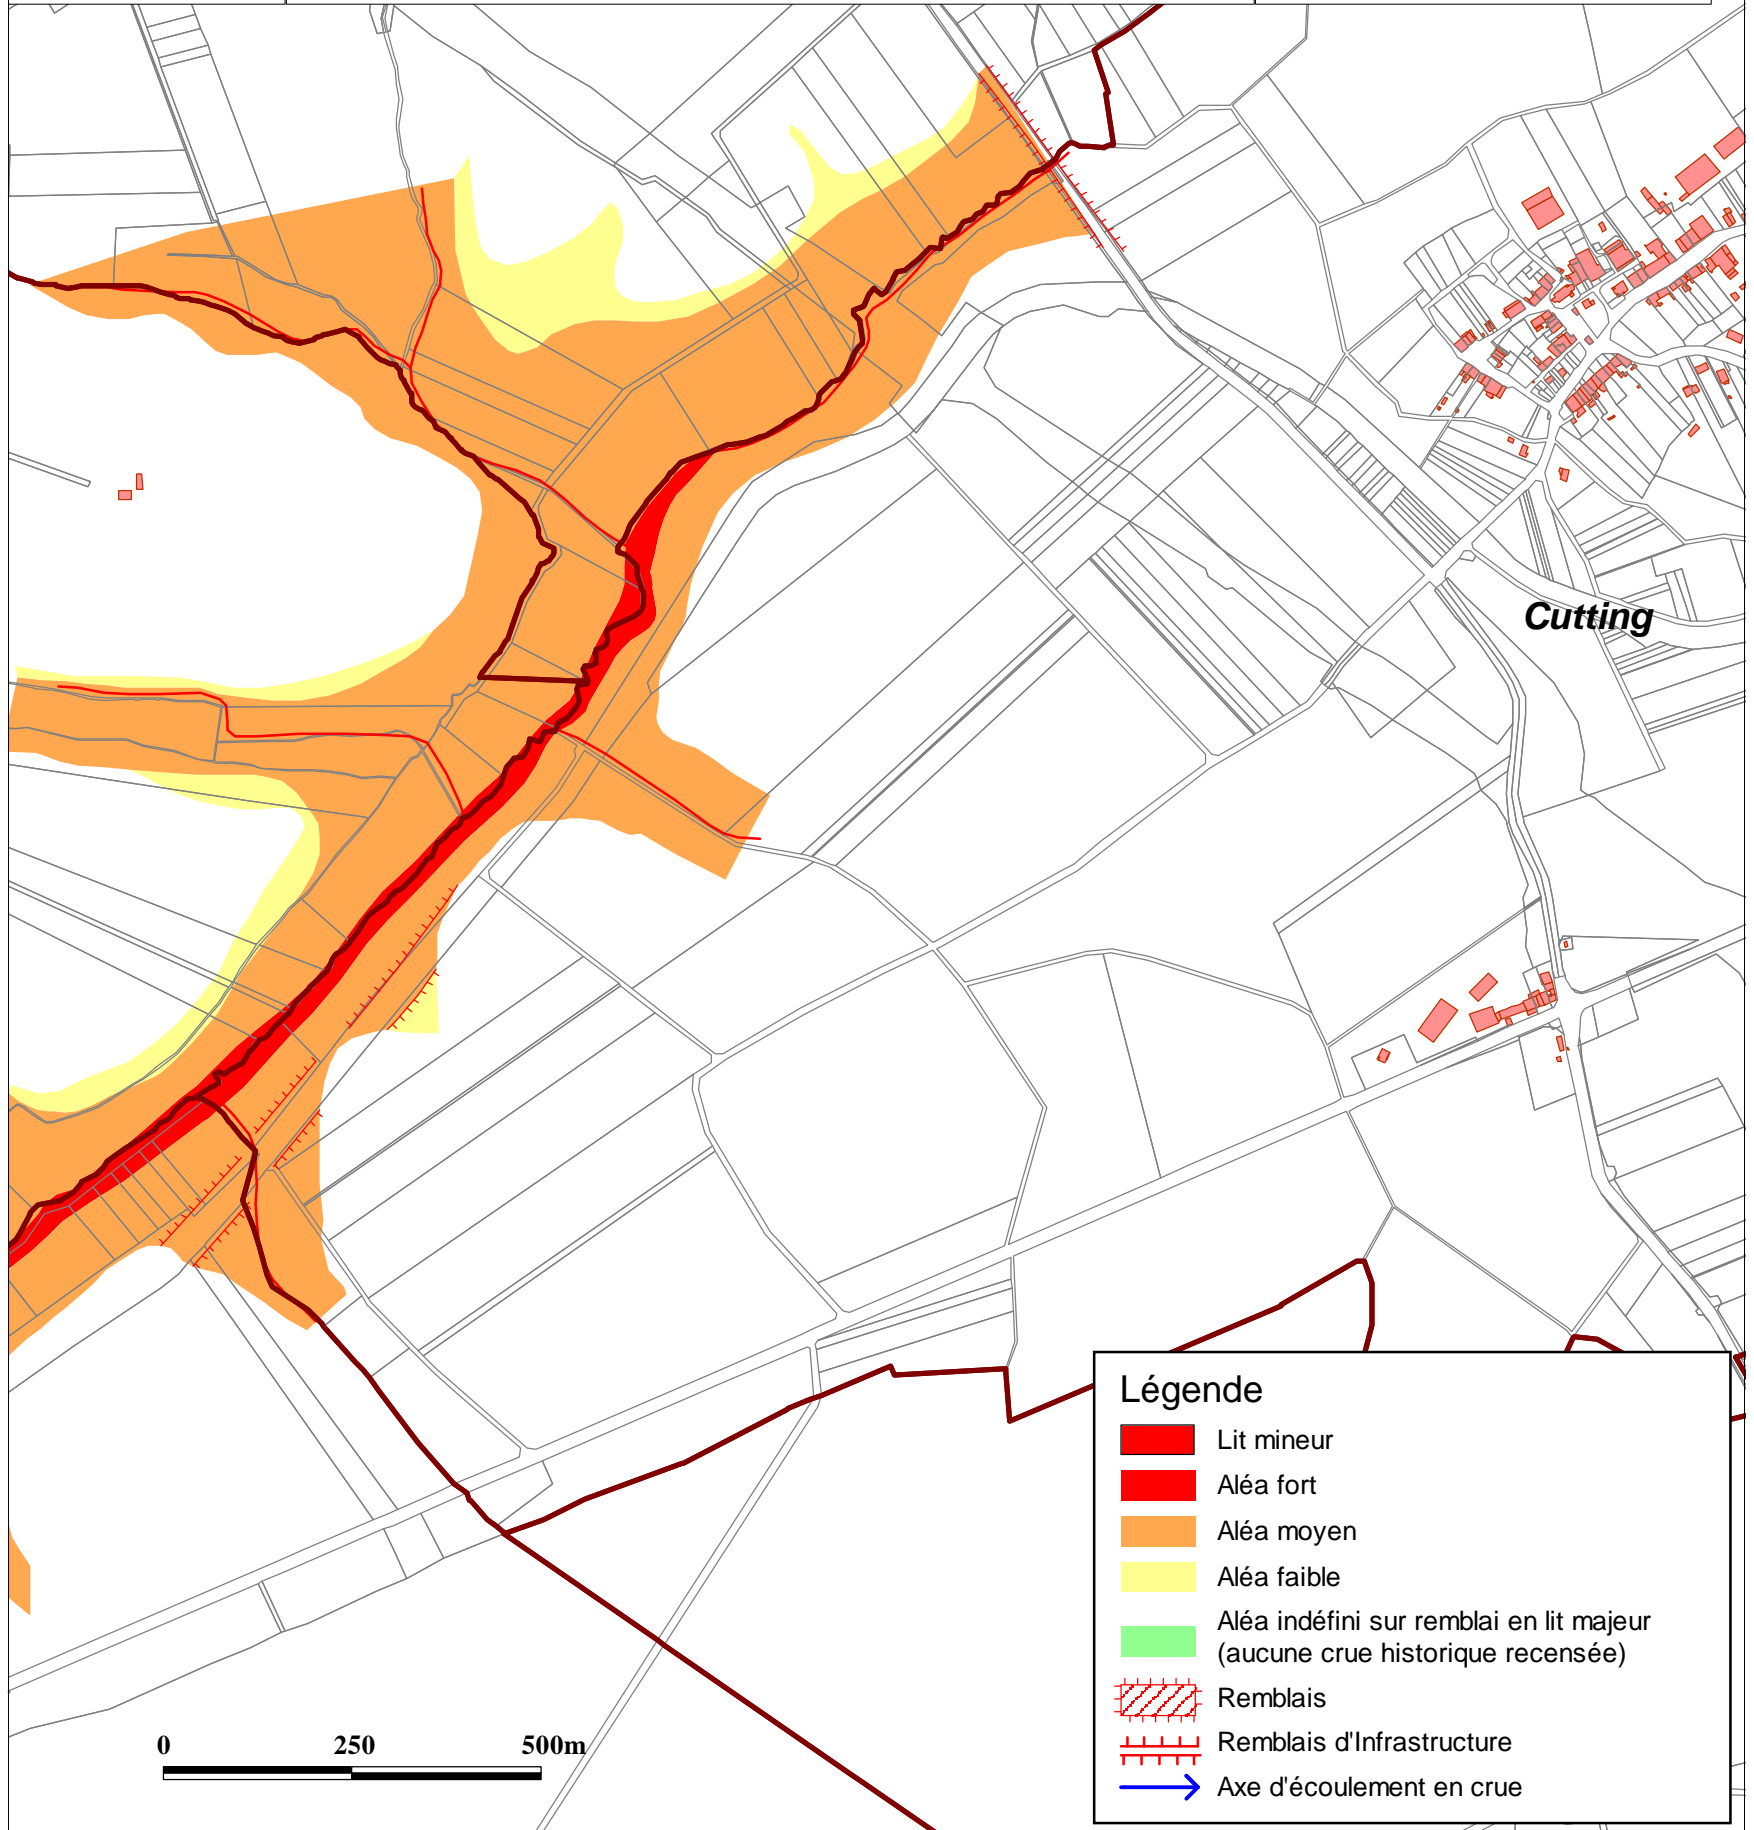 Cutting
Légende
Lit mineur
Aléa fort
Aléa moyen
Aléa faible
Aléa indéfini sur remblai en lit majeur
(aucune crue historique recensée)
Remblais
Remblais d'Infrastructure
Axe d'écoulement en crue
0 250 500m